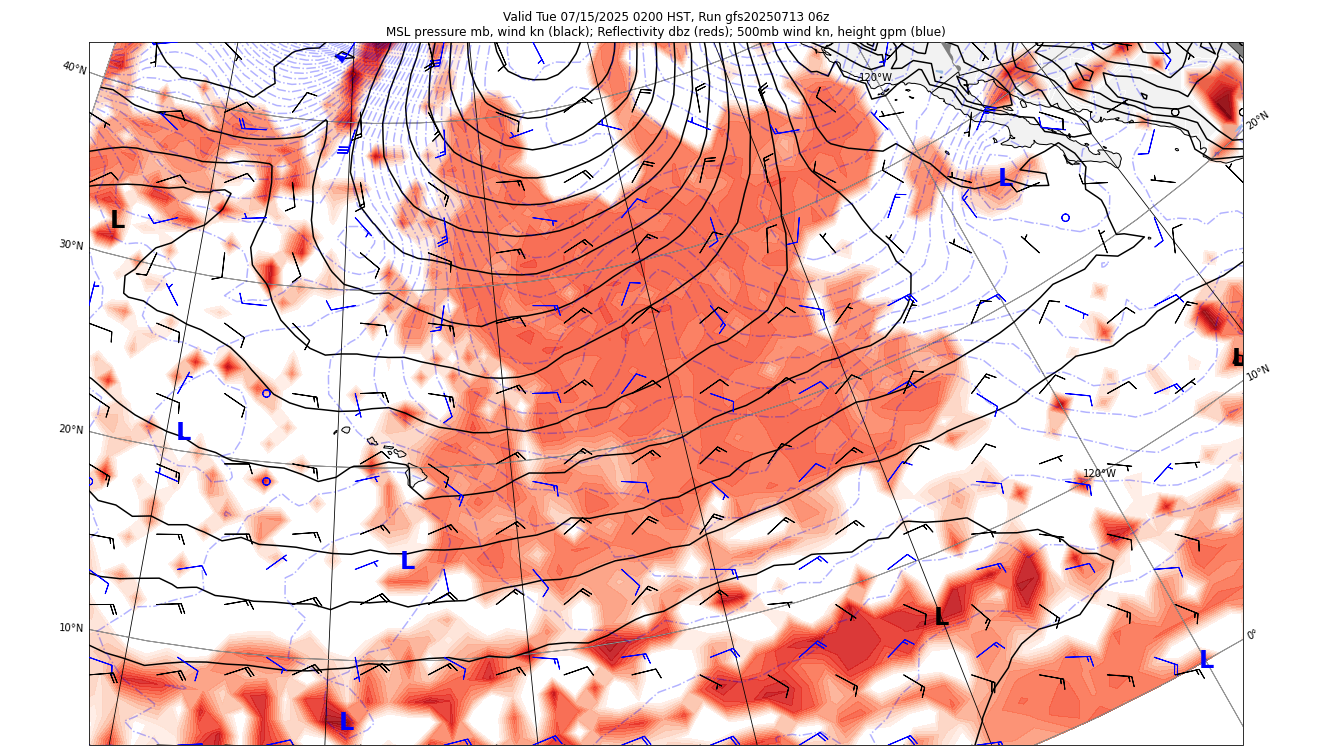 Valid Tue 07/15/2025 0200 HST, Run gfs20250713 06z
MSL pressure mb, wind kn (black); Reflectivity dbz (reds); 500mb wind kn, height gpm (blue)
40°N
120°W
20°N
L
L
30°N
L
10°N
20°N
L
120°W
L
10°N
L
0°
L
L